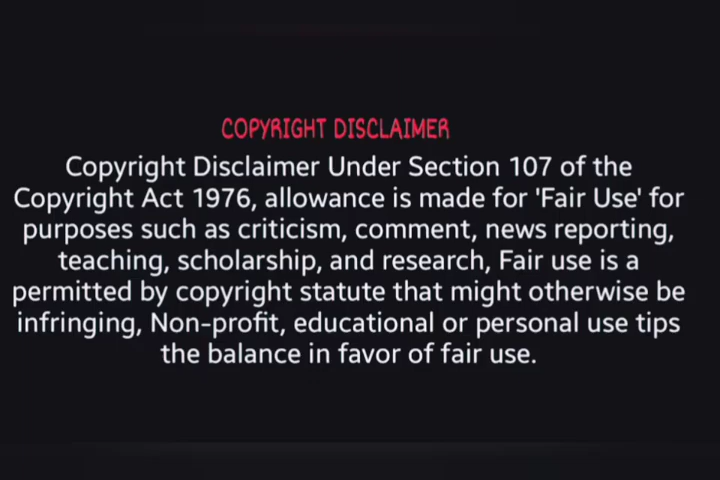 COPYRIGHT DISCLAIMER
Copyright Disclaimer Under Section 107 of the
Copyright Act 1976, allowance is made for 'Fair Use' for
purposes such as criticism, comment, news reporting,
teaching, scholarship, and research, Fair use is a
permitted by copyright statute that might otherwise be
infringing, Non-profit, educational or personal use tips
the balance in favor of fair use.